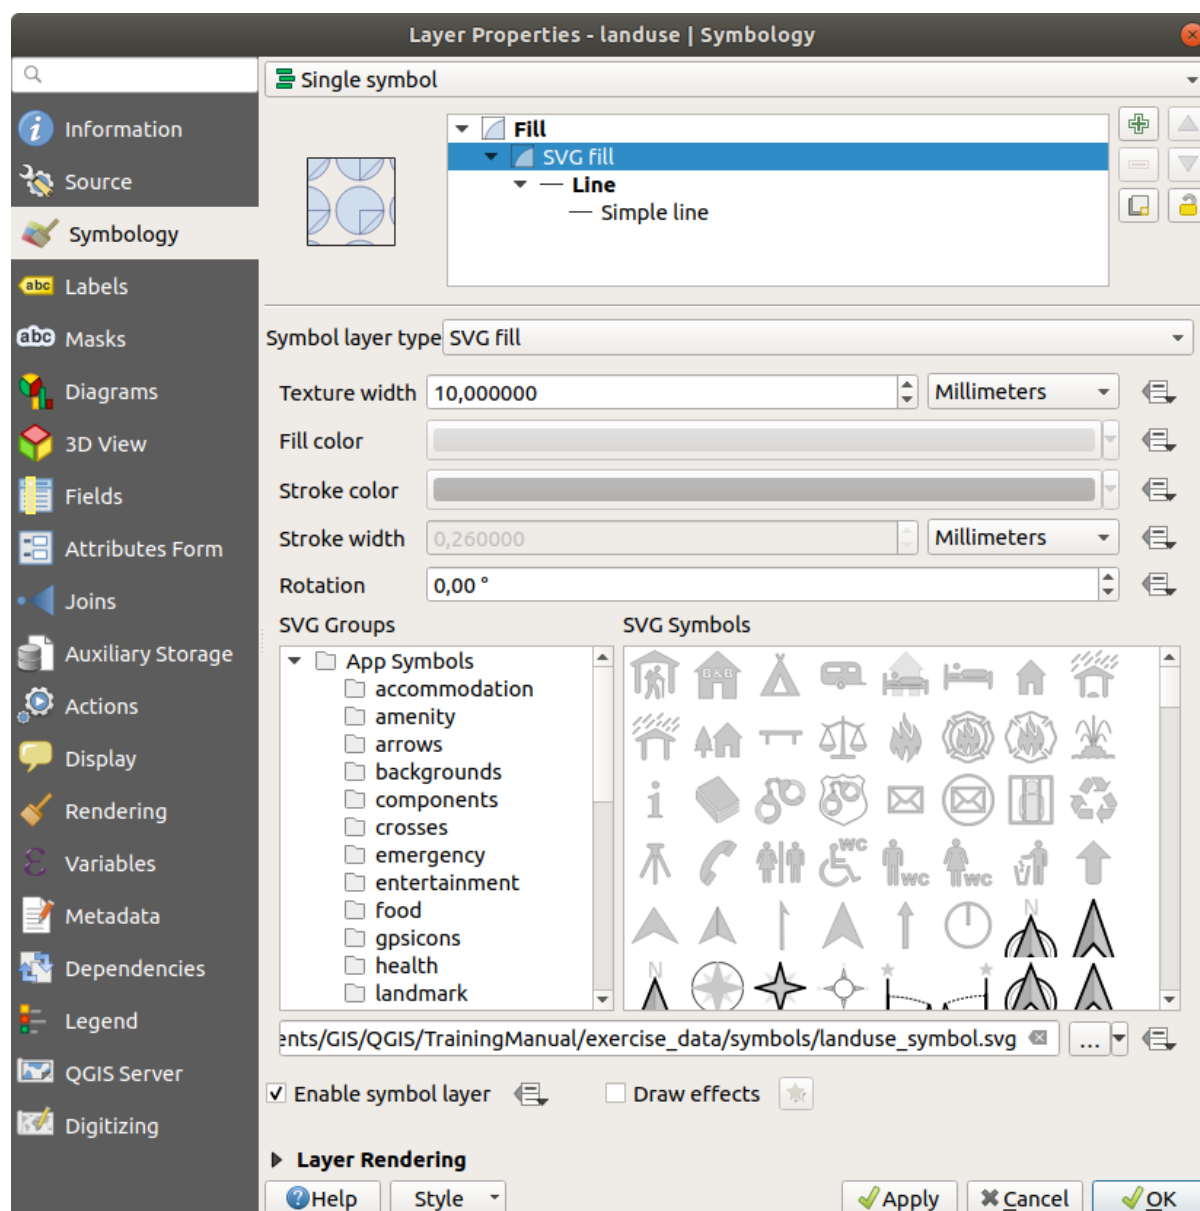 Layer Properties - landuse | Symbology
Single symbol
Information
Source
Symbology
Labels
Masks
Diagrams
3D View
Fields
Attributes Form
Joins
Auxiliary Storage
Actions
Display
Rendering
Variables
Metadata
Dependencies
Legend
QGIS Server
Digitizing
abc
abc
Fill
SVG fill
Line
Simple line
Symbol layer type SVG fill
Texture width 10,000000 Millimeters
Fill color
Stroke color
Stroke width 0,260000 Millimeters
Rotation 0,00 °
SVG Groups
App Symbols
accommodation
amenity
arrows
backgrounds
components
crosses
emergency
entertainment
food
gpsicons
health
landmark
SVG Symbols
B&B
i
WC
WC
WC
N
N
ents/GIS/QGIS/TrainingManual/exercise_data/symbols/landuse_symbol.svg ...
Enable symbol layer Draw effects
Layer Rendering
Help Style Apply Cancel OK